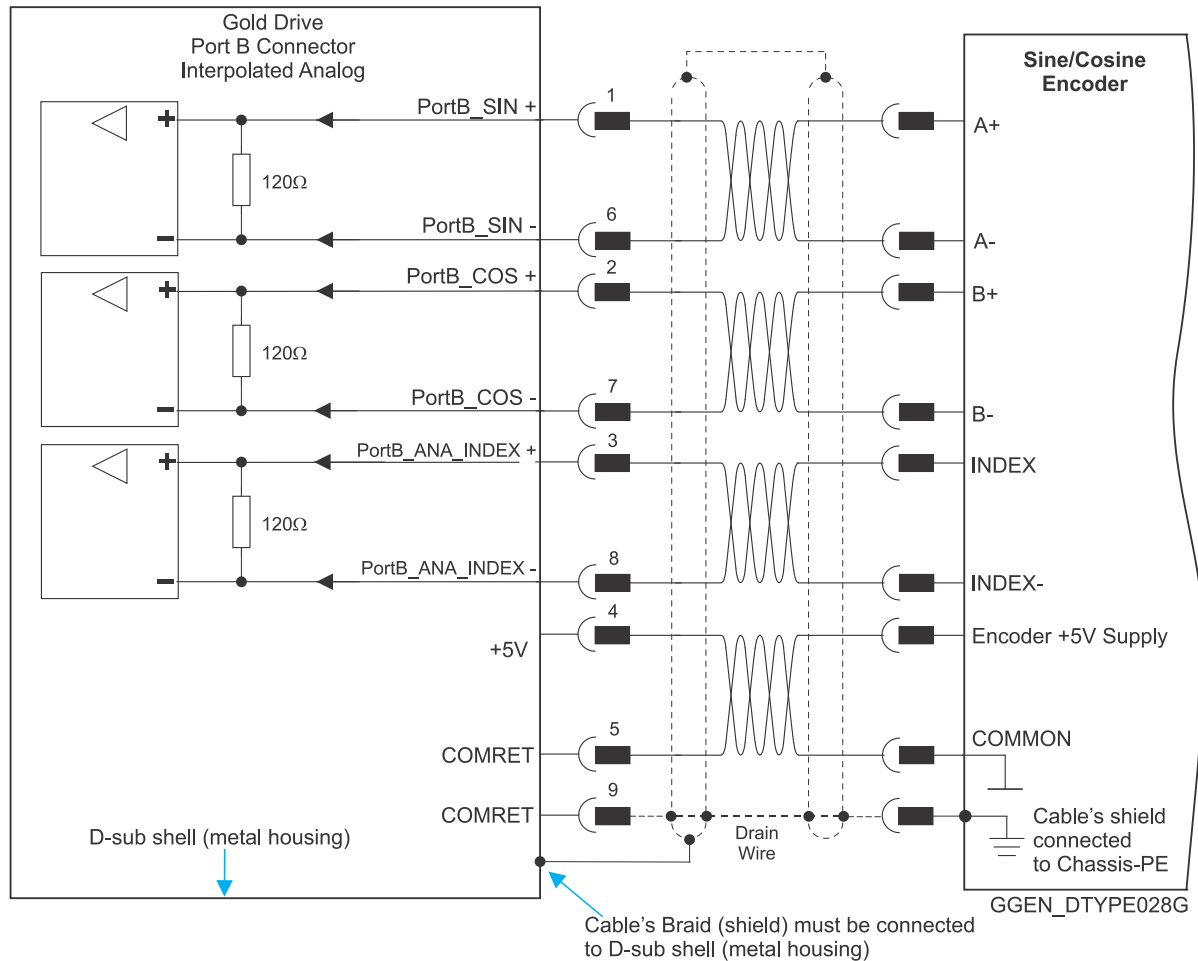 Gold Drive
Port B Connector
Interpolated Analog
Sine/Cosine
Encoder
PortB_SIN +
1
A+
120Ω
PortB_SIN -
6
A-
PortB_COS +
2
B+
120Ω
PortB_COS -
7
B-
PortB_ANA_INDEX +
3
INDEX
120Ω
PortB_ANA_INDEX -
8
INDEX-
+5V
4
Encoder +5V Supply
COMRET
5
COMMON
COMRET
9
Drain
Wire
Cable's shield
connected
to Chassis-PE
D-sub shell (metal housing)
GGEN_DTYPE028G
Cable's Braid (shield) must be connected
to D-sub shell (metal housing)